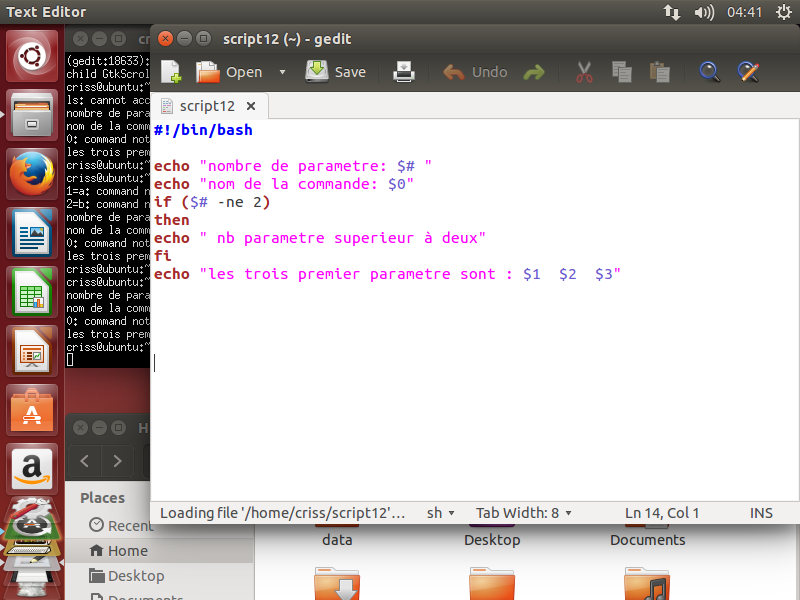 Text Editor
04:41
script12 (~) - gedit
Open
Save
Undo
script12
#!/bin/bash
echo "nombre de parametre: $# "
echo "nom de la commande: $0"
if ($# -ne 2)
then
echo " nb parametre superieur à deux"
fi
echo "les trois premier parametre sont : $1  $2  $3"
Loading file '/home/criss/script12'…
sh
Tab Width: 8
Ln 14, Col 1
INS
(gedit:18633):
child GtkScrol
criss@ubuntu:~
ls: cannot acc
nombre de para
nom de la comm
0: command not
les trois prem
criss@ubuntu:~
criss@ubuntu:~
1=a: command n
2=b: command n
nombre de para
nom de la comm
0: command not
les trois prem
criss@ubuntu:~
criss@ubuntu:~
nombre de para
nom de la comm
0: command not
les trois prem
criss@ubuntu:~
Places
Recent
Home
Desktop
Documents
data
Desktop
Documents